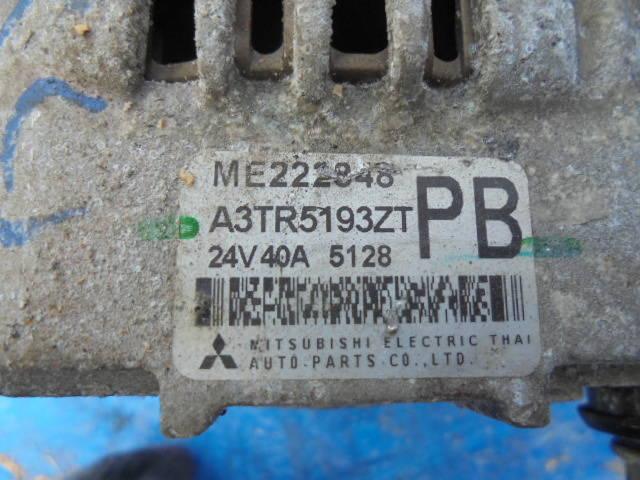 ME222848
A3TR5193ZT PB
24V 40A 5128
MITSUBISHI ELECTRIC THAI
AUTO-PARTS CO.,LTD.